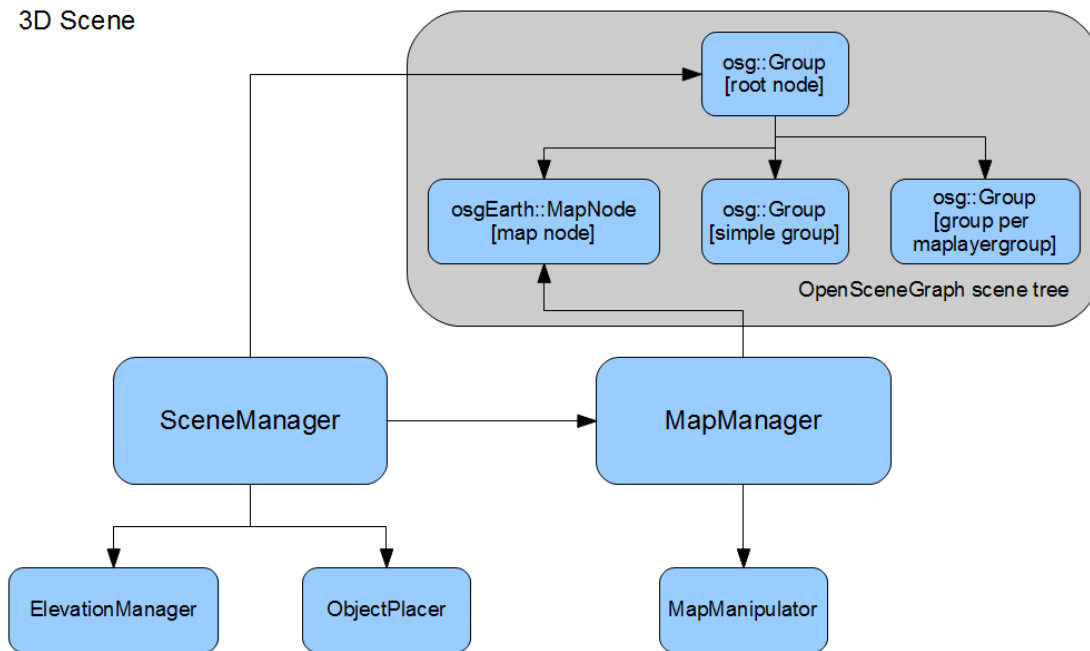 3D Scene
osg::Group
[root node]
osgEarth::MapNode
[map node]
osg::Group
[simple group]
osg::Group
[group per
maplayergroup]
OpenSceneGraph scene tree
SceneManager
MapManager
ElevationManager
ObjectPlacer
MapManipulator